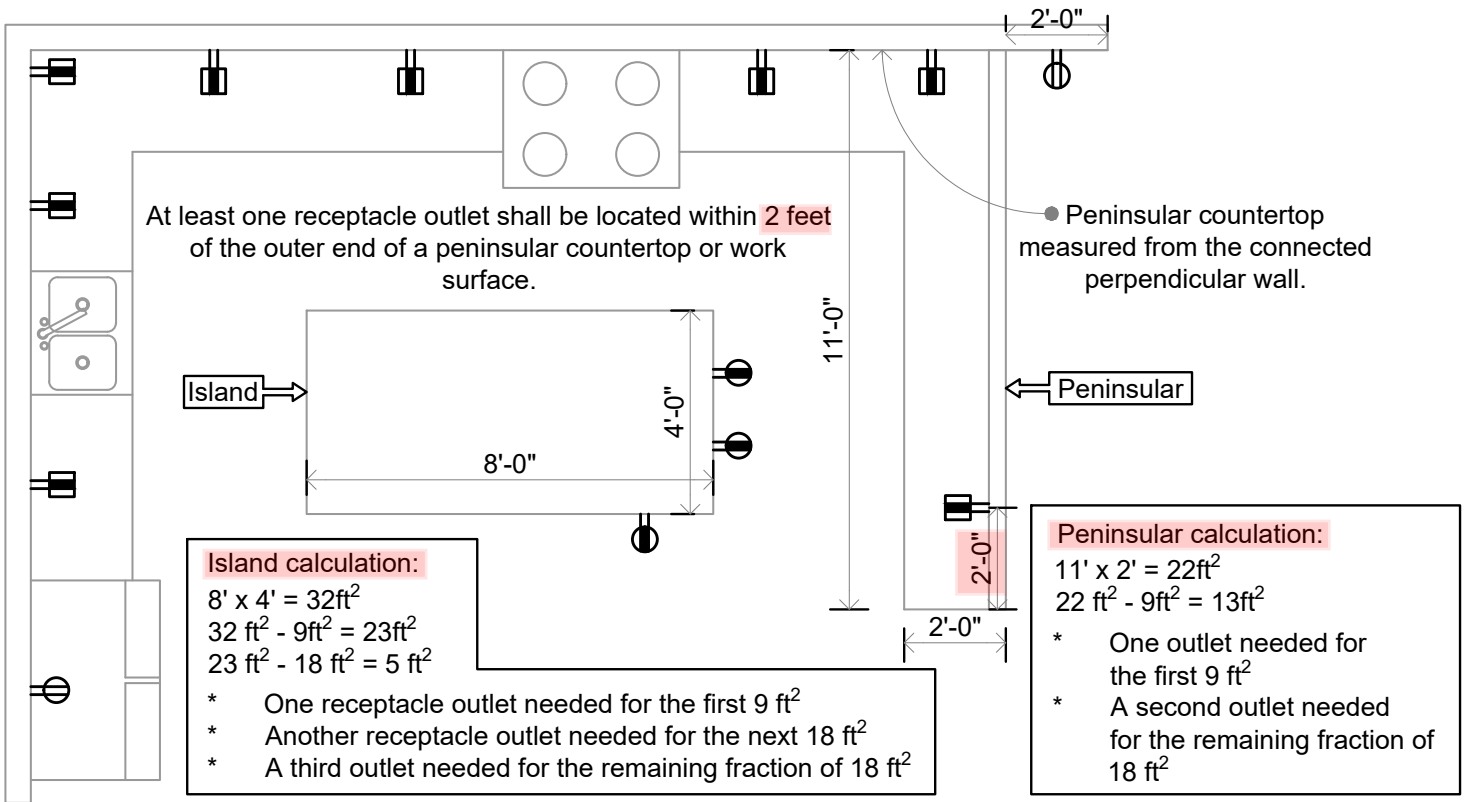 2'-0"
At least one receptacle outlet shall be located within 2 feet
of the outer end of a peninsular countertop or work
surface.
Peninsular countertop
measured from the connected
perpendicular wall.
11'-0"
Island
4'-0"
8'-0"
Peninsular
2'-0"
2'-0"
Island calculation:
8' x 4' = 32ft²
32 ft² - 9ft² = 23ft²
23 ft² - 18 ft² = 5 ft²
* One receptacle outlet needed for the first 9 ft²
* Another receptacle outlet needed for the next 18 ft²
* A third outlet needed for the remaining fraction of 18 ft²
Peninsular calculation:
11' x 2' = 22ft²
22 ft² - 9ft² = 13ft²
* One outlet needed for
the first 9 ft²
* A second outlet needed
for the remaining fraction of
18 ft²